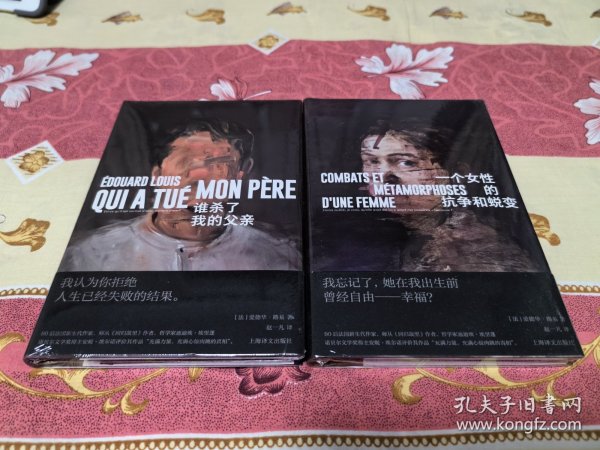 ÉDOUARD LOUIS
QUI A TUÉ MON PÈRE
谁杀了
我的父亲
我认为你拒绝
人生已经失败的结果。
[法] 爱德华·路易 著
赵一凡 译
上海译文出版社
COMBATS ET
MÉTAMORPHOSES
D'UNE FEMME
一个女性
的
抗争和蜕变
我忘记了，她在我出生前
曾经自由——幸福？
[法] 爱德华·路易 著
赵一凡 译
上海译文出版社
孔夫子旧书网
www.kongfz.com